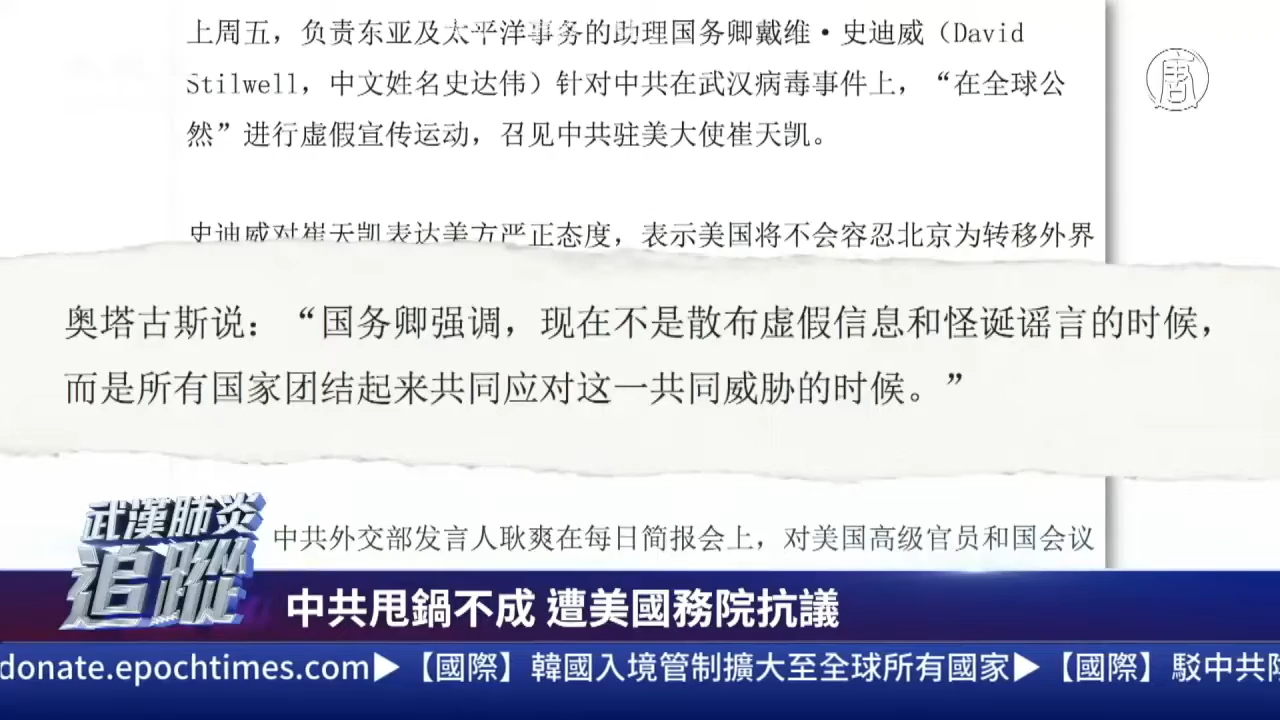 上周五，负责东亚及太平洋事务的助理国务卿戴维·史迪威（David
Stilwell，中文姓名史达伟）针对中共在武汉病毒事件上，“在全球公
然”进行虚假宣传运动，召见中共驻美大使崔天凯。
唐
史迪威对崔天凯表达美方严正态度，表示美国将不会容忍北京为转移外界
奥塔古斯说：“国务卿强调，现在不是散布虚假信息和怪诞谣言的时候，
而是所有国家团结起来共同应对这一共同威胁的时候。”
中共外交部发言人耿爽在每日简报会上，对美国高级官员和国会议
武漢肺炎
追蹤
中共甩鍋不成 遭美國務院抗議
donate.epochtimes.com▶【國際】韓國入境管制擴大至全球所有國家▶【國際】駁中共